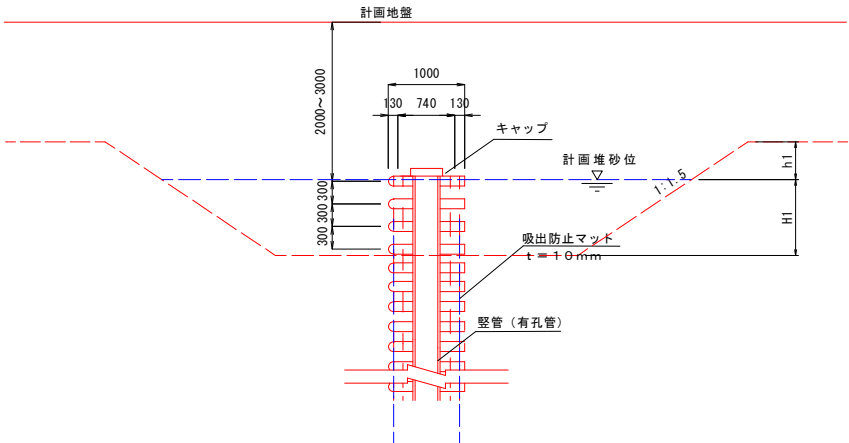 計画地盤
2000～3000
1000
130 740 130
キャップ
計画堆砂位
h1
1:1.5
H1
300
300
300
吸出防止マット
t＝10mm
竪管（有孔管）